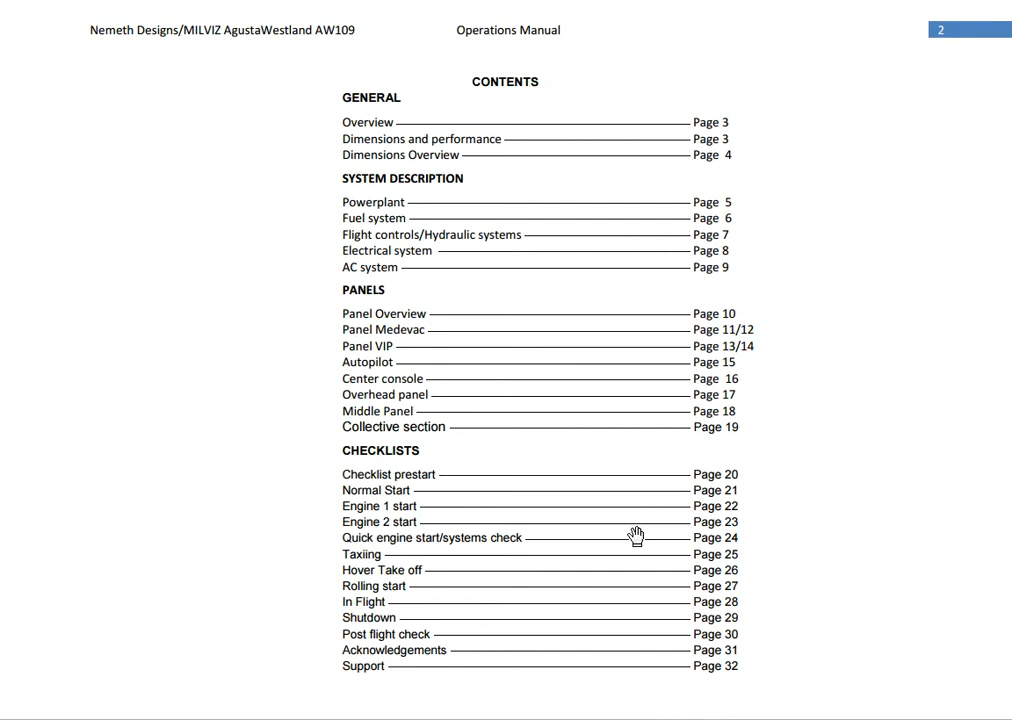 Nemeth Designs/MILVIZ AgustaWestland AW109 Operations Manual 2
CONTENTS
GENERAL
Overview Page 3
Dimensions and performance Page 3
Dimensions Overview Page 4
SYSTEM DESCRIPTION
Powerplant Page 5
Fuel system Page 6
Flight controls/Hydraulic systems Page 7
Electrical system Page 8
AC system Page 9
PANELS
Panel Overview Page 10
Panel Medevac Page 11/12
Panel VIP Page 13/14
Autopilot Page 15
Center console Page 16
Overhead panel Page 17
Middle Panel Page 18
Collective section Page 19
CHECKLISTS
Checklist prestart Page 20
Normal Start Page 21
Engine 1 start Page 22
Engine 2 start Page 23
Quick engine start/systems check Page 24
Taxiing Page 25
Hover Take off Page 26
Rolling start Page 27
In Flight Page 28
Shutdown Page 29
Post flight check Page 30
Acknowledgements Page 31
Support Page 32